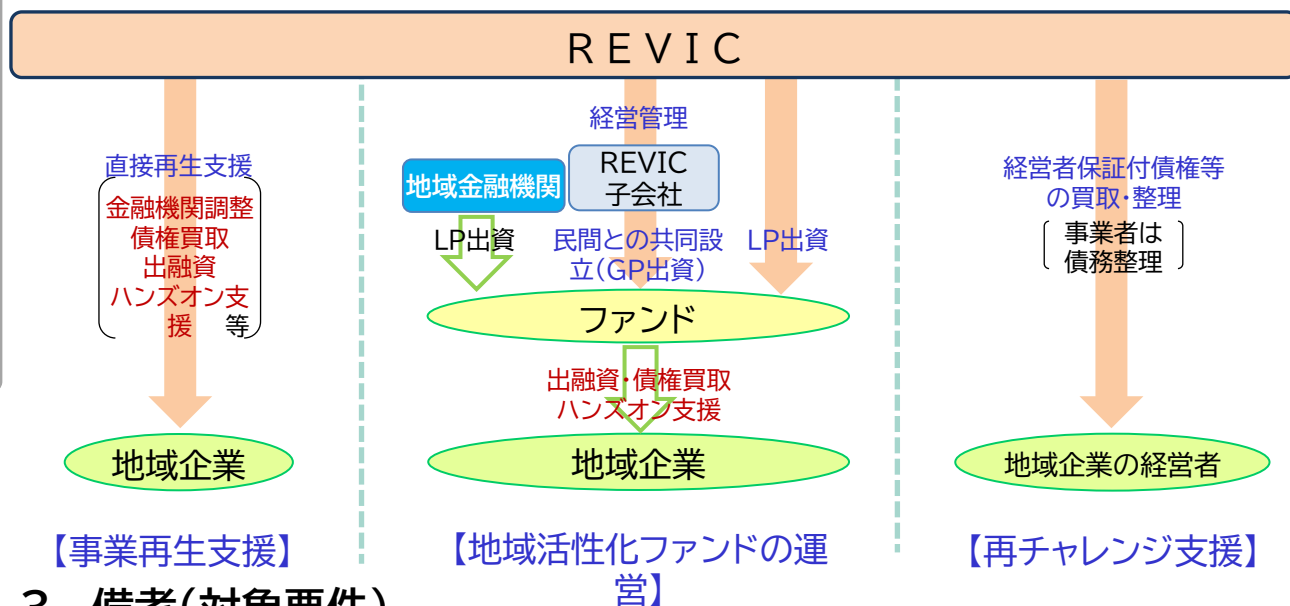 REVIC
直接再生支援
金融機関調整
債権買取
出融資
ハンズオン支
援 等
地域企業
【事業再生支援】
経営管理
地域金融機関
REVIC
子会社
LP出資
民間との共同設
立(GP出資)
LP出資
ファンド
出融資・債権買取
ハンズオン支援
地域企業
【地域活性化ファンドの運
営】
経営者保証付債権等
の買取・整理
事業者は
債務整理
地域企業の経営者
【再チャレンジ支援】
3. 備考(対象要件)